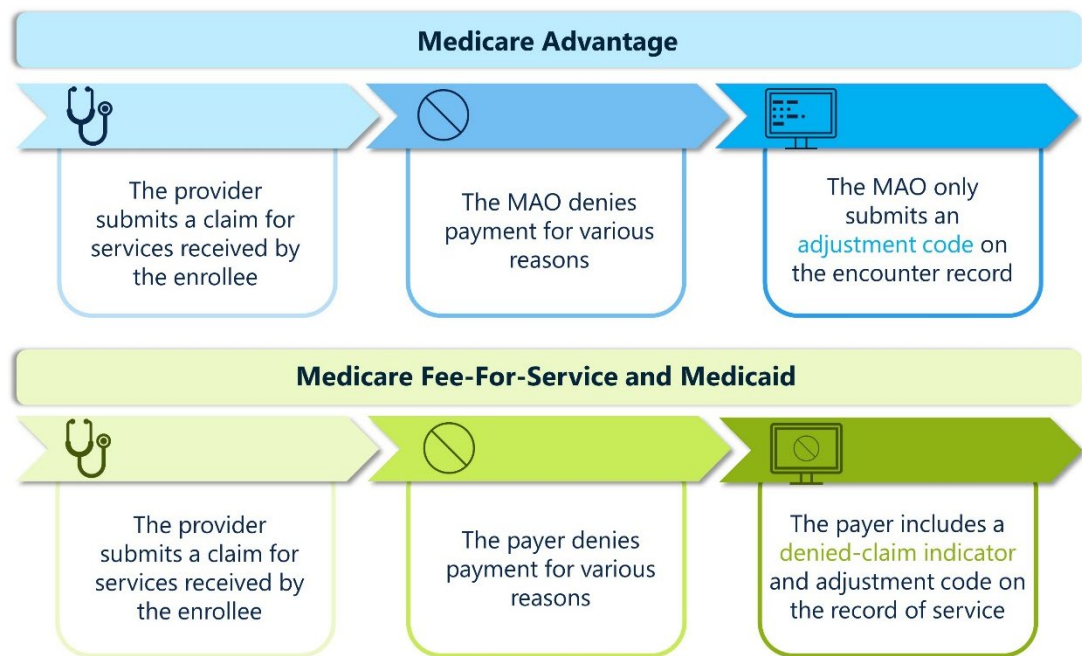 Medicare Advantage
The provider
submits a claim for
services received by
the enrollee
The MAO denies
payment for various
reasons
The MAO only
submits an
adjustment code on
the encounter record
Medicare Fee-For-Service and Medicaid
The provider
submits a claim for
services received by
the enrollee
The payer denies
payment for various
reasons
The payer includes a
denied-claim indicator
and adjustment code on
the record of service